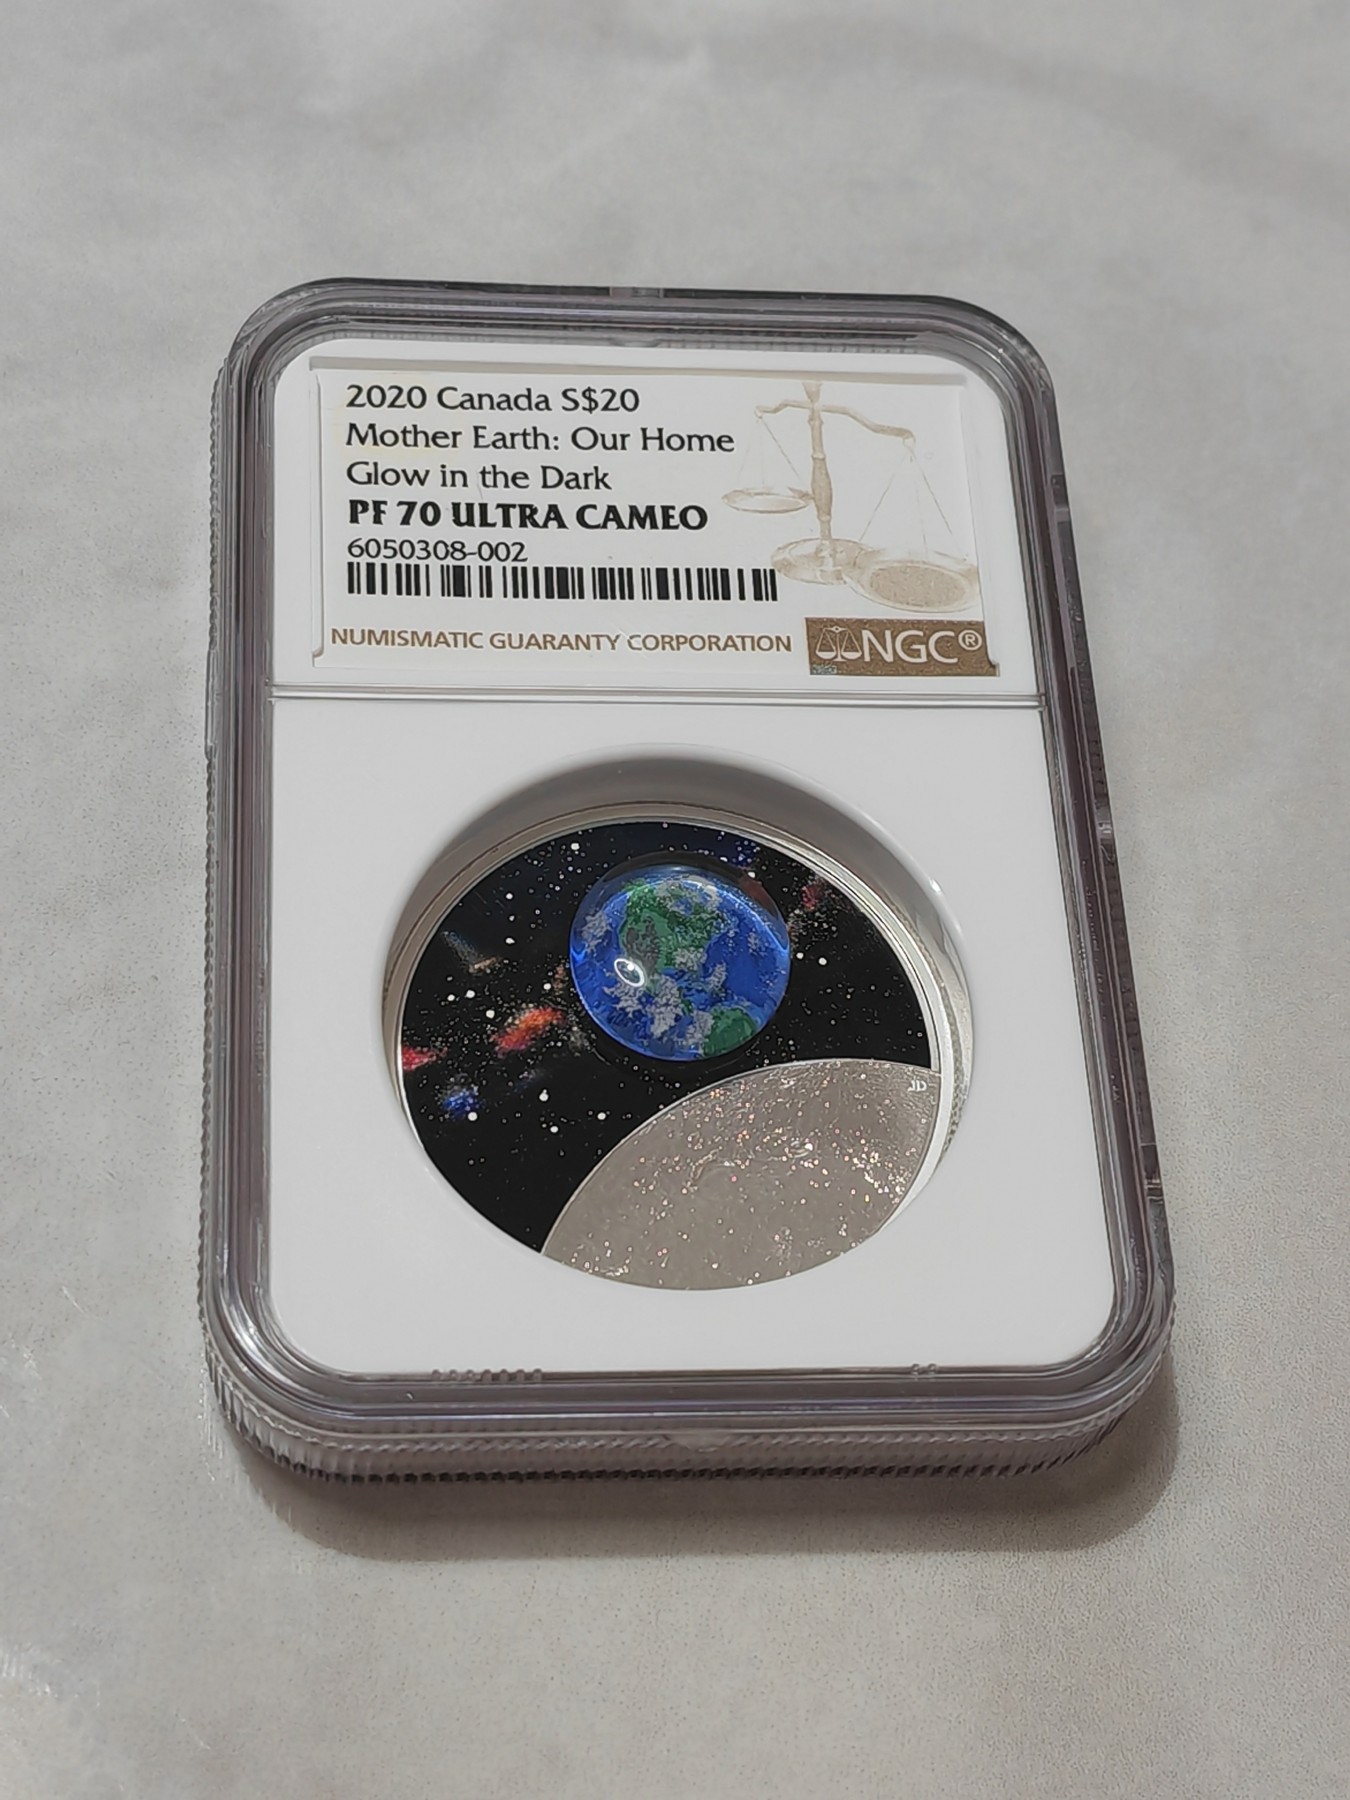 2020 Canada S$20
Mother Earth: Our Home
Glow in the Dark
PF 70 ULTRA CAMEO
6050308-002
NUMISMATIC GUARANTY CORPORATION
NGC®
JD